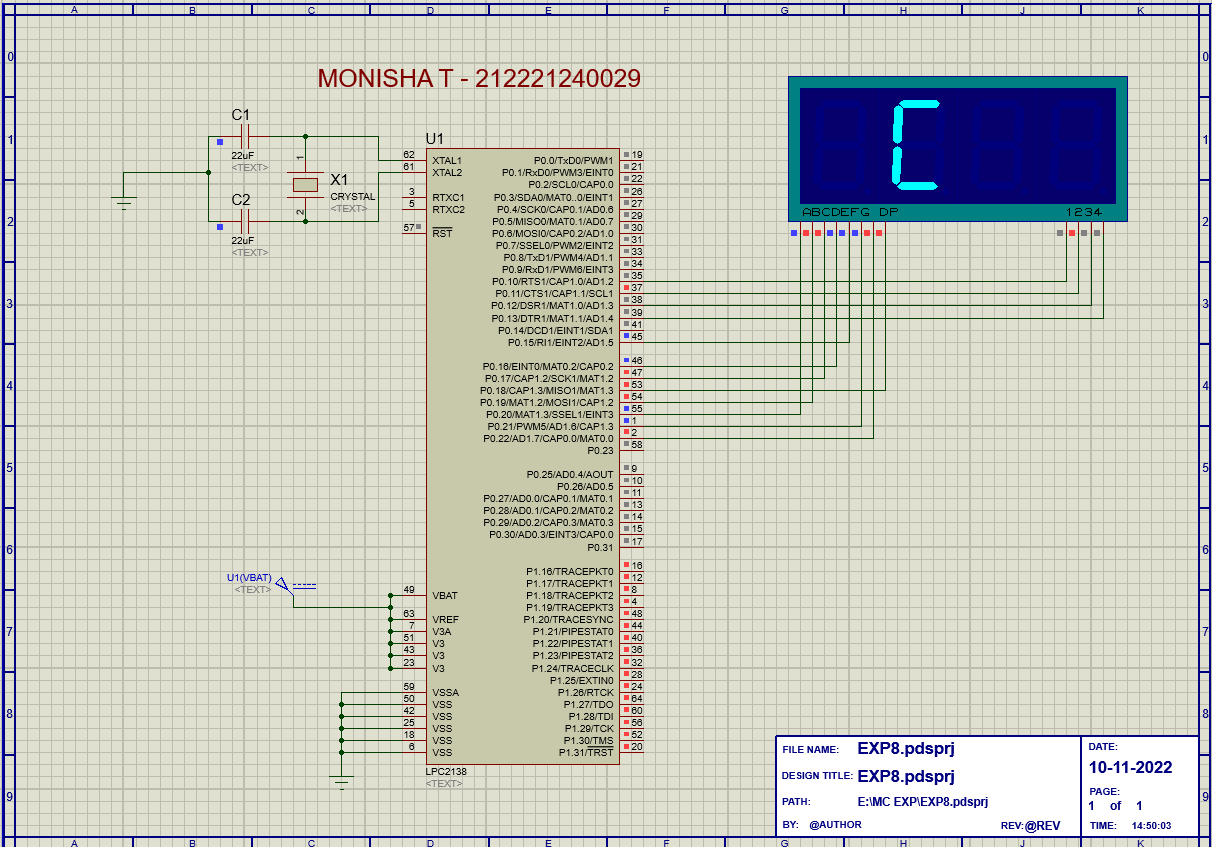 A B C D E F G H J K
MONISHA T - 212221240029
0 0
1 1
2 2
3 3
4 4
5 5
6 6
7 7
8 8
9 9
C1
22uF
<TEXT>
C2
22uF
<TEXT>
1
X1
CRYSTAL
<TEXT>
2
U1
62 XTAL1
61 XTAL2
3 RTXC1
5 RTXC2
57 RST
P0.0/TxD0/PWM1 19
P0.1/RxD0/PWM3/EINT0 21
P0.2/SCL0/CAP0.0 22
P0.3/SDA0/MAT0..0/EINT1 26
P0.4/SCK0/CAP0.1/AD0.6 27
P0.5/MISO0/MAT0.1/AD0.7 29
P0.6/MOSI0/CAP0.2/AD1.0 30
P0.7/SSEL0/PWM2/EINT2 31
P0.8/TxD1/PWM4/AD1.1 33
P0.9/RxD1/PWM6/EINT3 34
P0.10/RTS1/CAP1.0/AD1.2 35
P0.11/CTS1/CAP1.1/SCL1 37
P0.12/DSR1/MAT1.0/AD1.3 38
P0.13/DTR1/MAT1.1/AD1.4 39
P0.14/DCD1/EINT1/SDA1 41
P0.15/RI1/EINT2/AD1.5 45
P0.16/EINT0/MAT0.2/CAP0.2 46
P0.17/CAP1.2/SCK1/MAT1.2 47
P0.18/CAP1.3/MISO1/MAT1.3 53
P0.19/MAT1.2/MOSI1/CAP1.2 54
P0.20/MAT1.3/SSEL1/EINT3 55
P0.21/PWM5/AD1.6/CAP1.3 1
P0.22/AD1.7/CAP0.0/MAT0.0 2
P0.23 58
P0.25/AD0.4/AOUT 9
P0.26/AD0.5 10
P0.27/AD0.0/CAP0.1/MAT0.1 11
P0.28/AD0.1/CAP0.2/MAT0.2 13
P0.29/AD0.2/CAP0.3/MAT0.3 14
P0.30/AD0.3/EINT3/CAP0.0 15
P0.31 17
P1.16/TRACEPKT0 16
P1.17/TRACEPKT1 12
P1.18/TRACEPKT2 8
P1.19/TRACEPKT3 4
P1.20/TRACESYNC 48
P1.21/PIPESTAT0 44
P1.22/PIPESTAT1 40
P1.23/PIPESTAT2 36
P1.24/TRACECLK 32
P1.25/EXTIN0 28
P1.26/RTCK 24
P1.27/TDO 64
P1.28/TDI 60
P1.29/TCK 56
P1.30/TMS 52
P1.31/TRST 20
U1(VBAT)
<TEXT>
49 VBAT
63 VREF
7 V3A
51 V3
43 V3
23 V3
59 VSSA
50 VSS
42 VSS
25 VSS
18 VSS
6 VSS
LPC2138
<TEXT>
C
ABCDEFG DP 1234
FILE NAME: EXP8.pdsprj
DESIGN TITLE: EXP8.pdsprj
PATH: E:\MC EXP\EXP8.pdsprj
BY: @AUTHOR REV:@REV
DATE:
10-11-2022
PAGE:
1 of 1
TIME: 14:50:03
A B C D E F G H J K